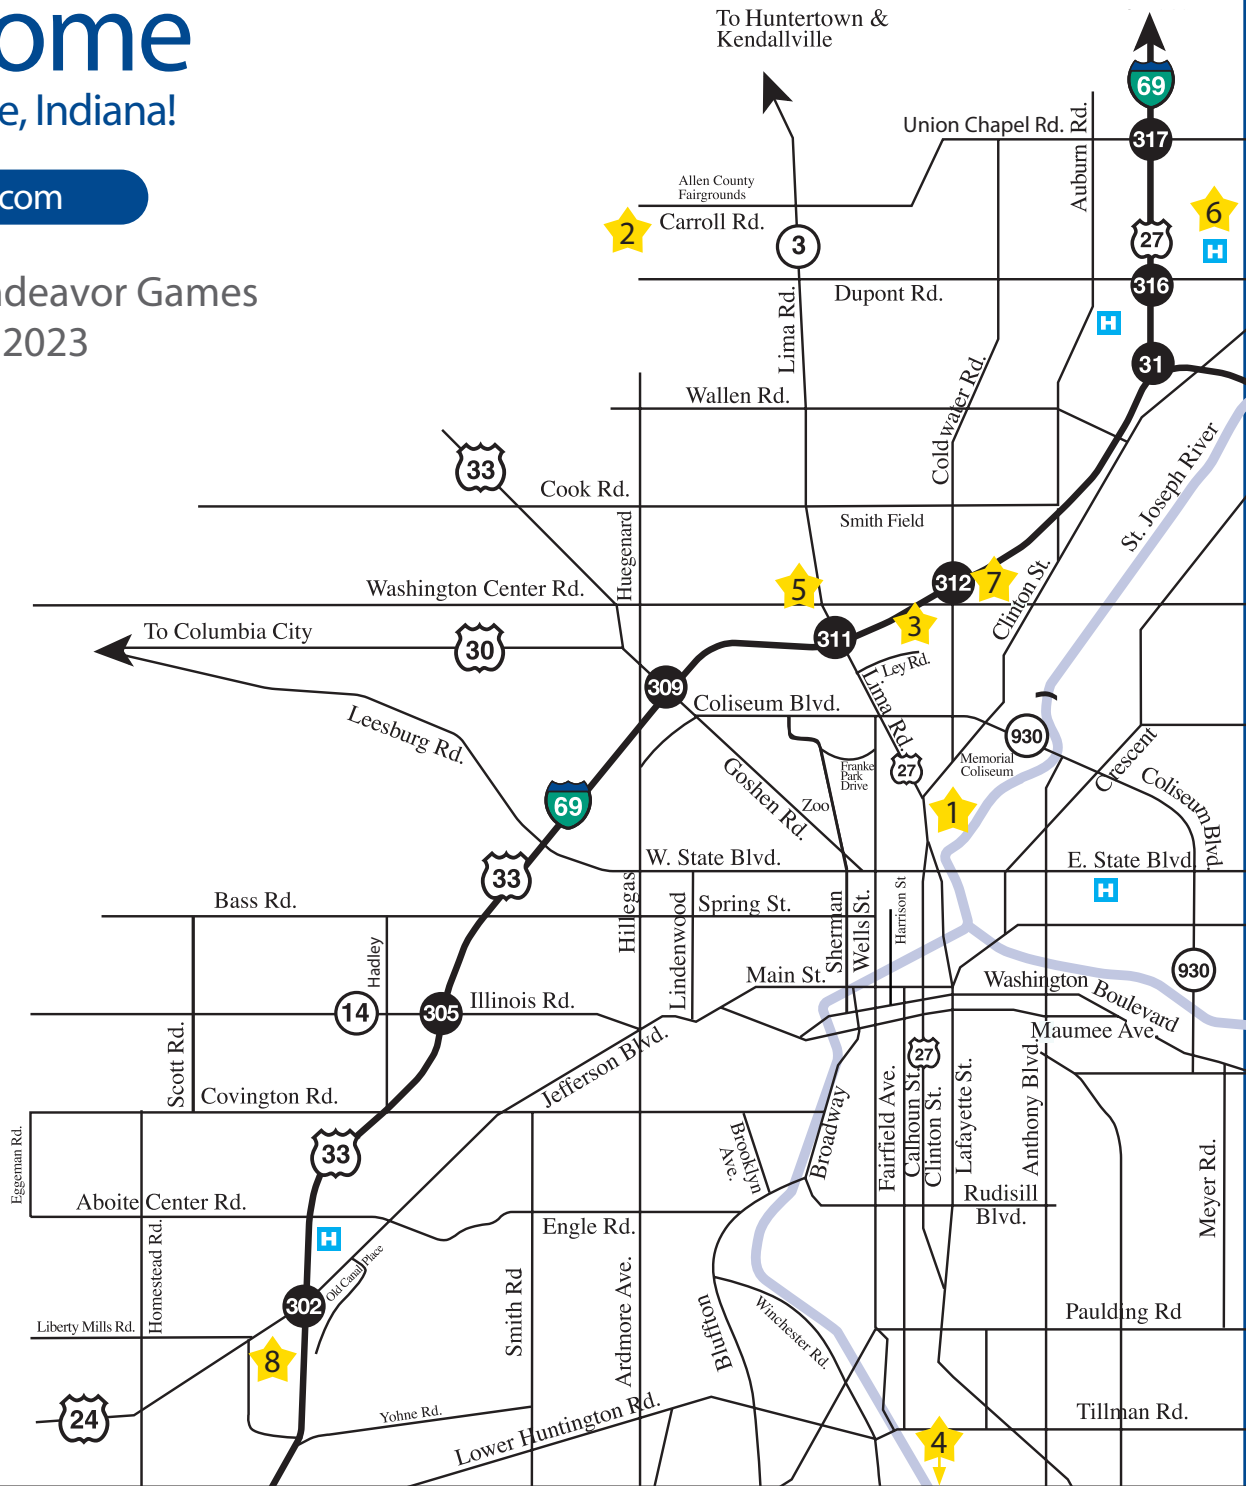 ome
e, Indiana!
com
ndeavor Games
2023
To Huntertown &
Kendallville
69
Union Chapel Rd.
317
Auburn Rd.
Allen County
Fairgrounds
Carroll Rd.
2
3
6
H
27
316
Dupont Rd.
Lima Rd.
H
31
Wallen Rd.
Coldwater Rd.
33
Cook Rd.
Smith Field
St. Joseph River
Huegenard
Washington Center Rd.
5
312
7
Clinton St.
3
To Columbia City
30
311
Ley Rd.
309
Lima Rd.
Coliseum Blvd.
Leesburg Rd.
930
27
Memorial
Coliseum
Crescent
Coliseum Blvd.
Franke
Park
Drive
Goshen Rd.
Zoo
69
1
33
W. State Blvd.
E. State Blvd.
H
Bass Rd.
Spring St.
Hillegas
Lindenwood
Sherman
Wells St.
Harrison St
Hadley
Main St.
Washington Boulevard
930
14
305
Illinois Rd.
Maumee Ave.
Scott Rd.
Jefferson Blvd.
27
Covington Rd.
Broadway
Fairfield Ave.
Calhoun St.
Clinton St.
Lafayette St.
Anthony Blvd.
Meyer Rd.
33
Eggeman Rd.
Brooklyn
Ave.
Aboite Center Rd.
Engle Rd.
Rudisill
Blvd.
H
Homestead Rd.
Old Canal Place
302
Smith Rd
Ardmore Ave.
Bluffton
Winchester Rd.
Paulding Rd
Liberty Mills Rd.
8
24
Yohne Rd.
Lower Huntington Rd.
Tillman Rd.
4